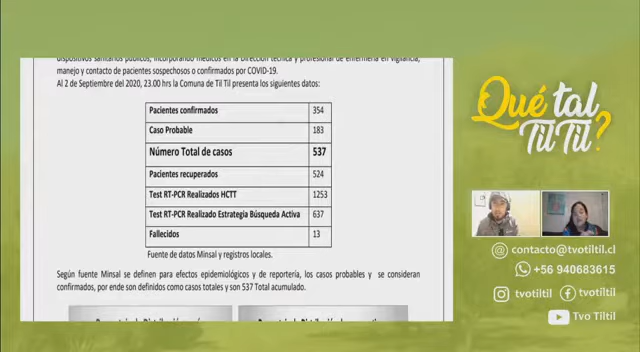 dispositivos sanitarios públicos, incorporando médicos en la Dirección técnica y profesional de enfermería en vigilancia,
manejo y contacto de pacientes sospechosos o confirmados por COVID-19.
Al 2 de Septiembre del 2020, 23.00 hrs la Comuna de Til Til presenta los siguientes datos:
Pacientes confirmados 354
Caso Probable 183
Número Total de casos 537
Pacientes recuperados 524
Test RT-PCR Realizados HCTT 1253
Test RT-PCR Realizado Estrategia Búsqueda Activa 637
Fallecidos 13
Fuente de datos Minsal y registros locales.
Según fuente Minsal se definen para efectos epidemiológicos y de reportería, los casos probables y se consideran
confirmados, por ende son definidos como casos totales y son 537 Total acumulado.
Qué tal
Til Til?
contacto@tvotiltil.cl
+56 940683615
tvotiltil tvotiltil
Tvo Tiltil